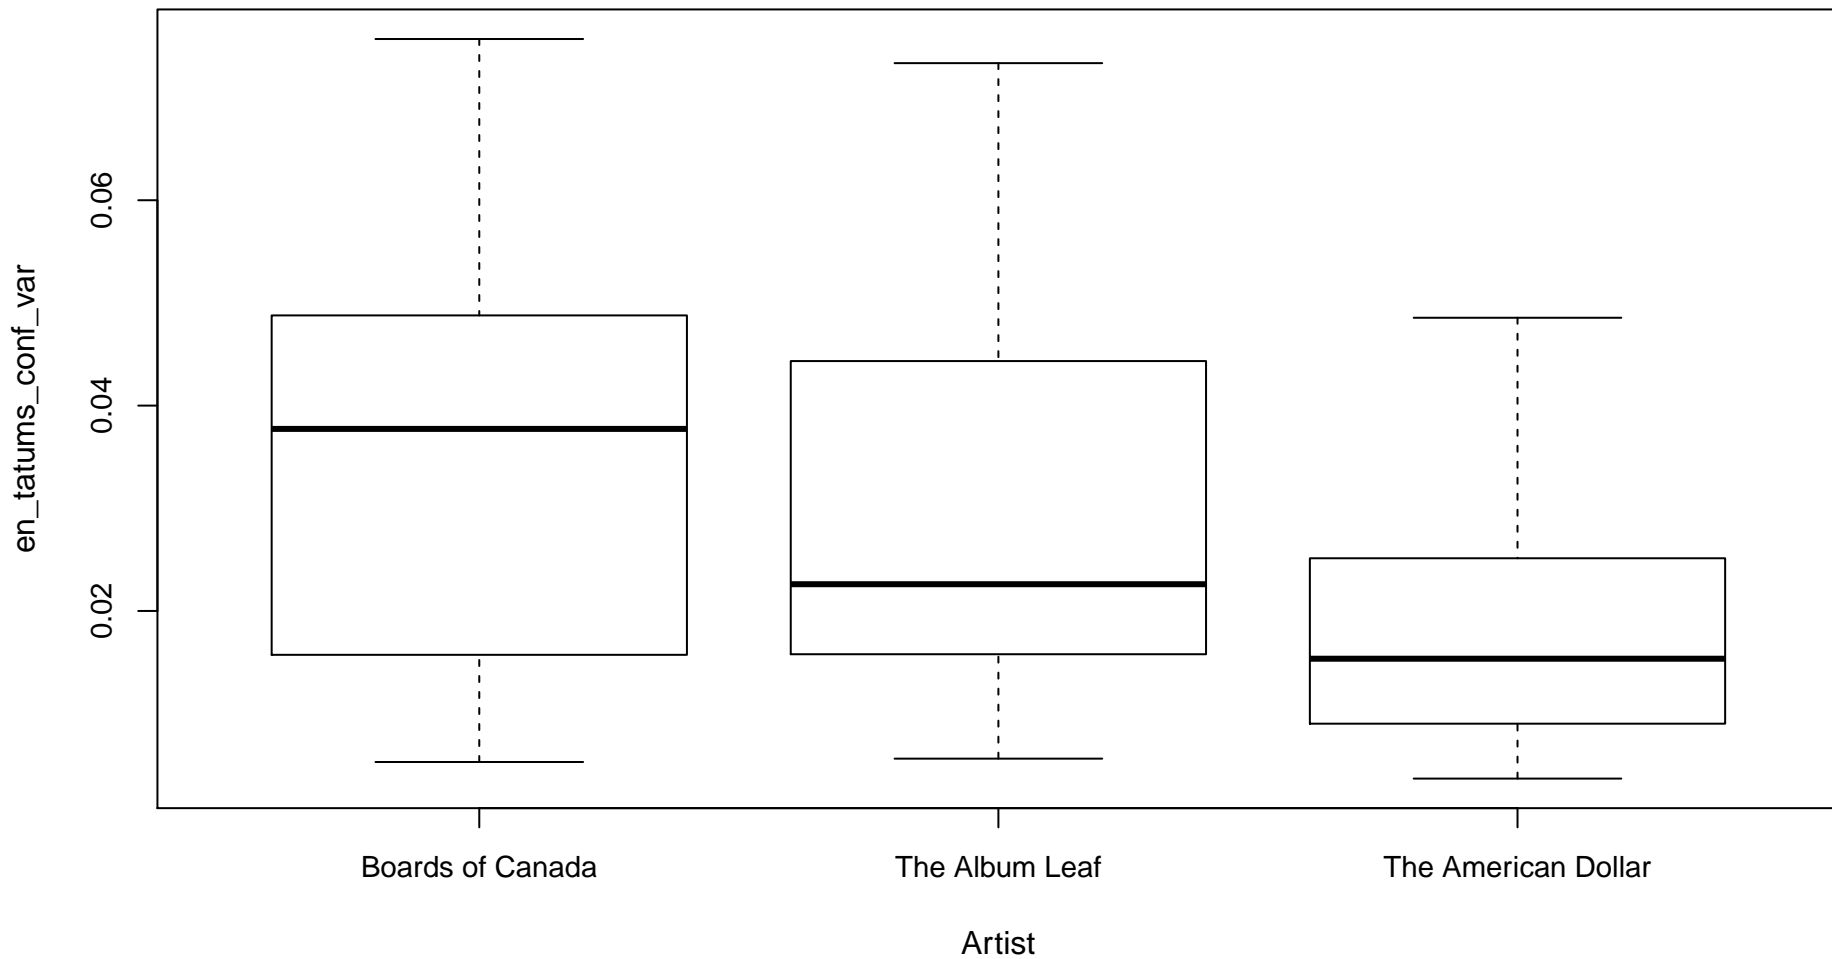 en_tatums_conf_var
0.06
0.04
0.02
Boards of Canada
The Album Leaf
The American Dollar
Artist